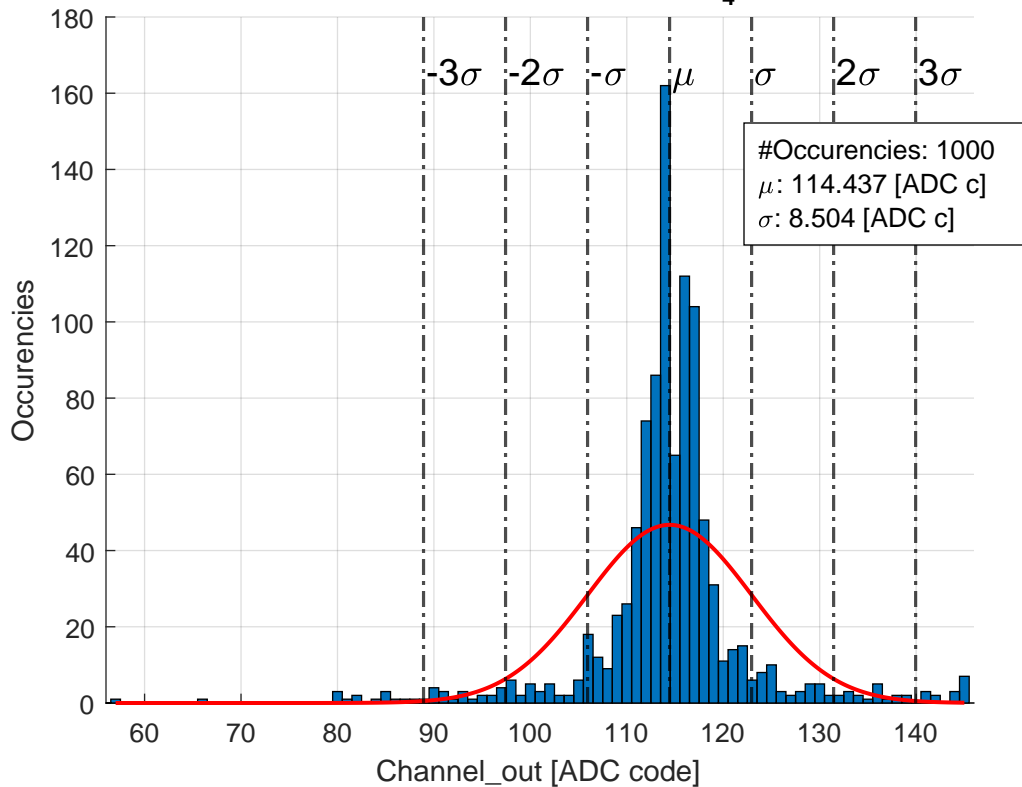 4
180
160
140
120
100
80
60
40
20
0
-3σ -2σ -σ μ σ 2σ 3σ
#Occurencies: 1000
μ: 114.437 [ADC c]
σ: 8.504 [ADC c]
Occurencies
60 70 80 90 100 110 120 130 140
Channel_out [ADC code]